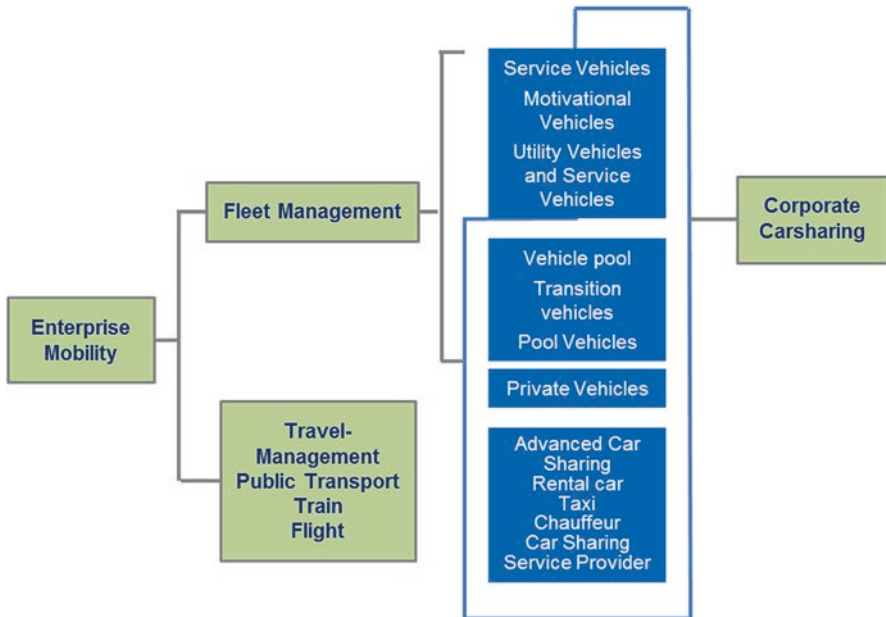 Enterprise
Mobility
Fleet Management
Travel-
Management
Public Transport
Train
Flight
Service Vehicles
Motivational
Vehicles
Utility Vehicles
and Service
Vehicles
Vehicle pool
Transition
vehicles
Pool Vehicles
Private Vehicles
Advanced Car
Sharing
Rental car
Taxi
Chauffeur
Car Sharing
Service Provider
Corporate
Carsharing